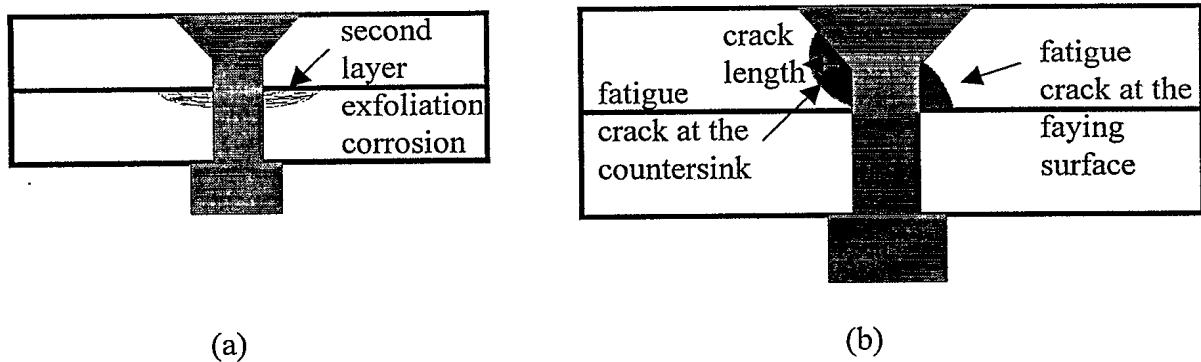 second
layer
exfoliation
corrosion
(a)
crack
length
fatigue
crack at the
countersink
fatigue
crack at the
faying
surface
(b)